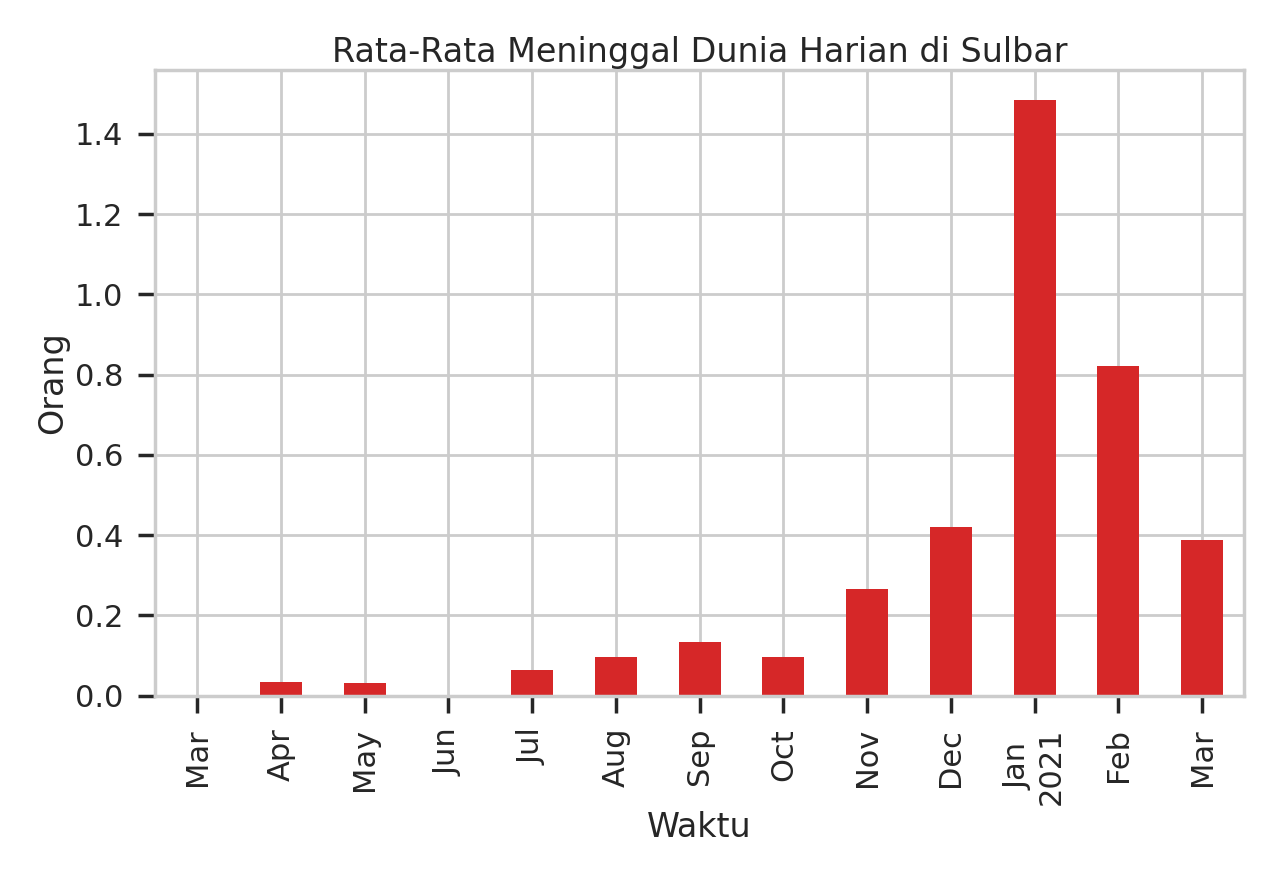 Rata-Rata Meninggal Dunia Harian di Sulbar
Orang
1.4
1.2
1.0
0.8
0.6
0.4
0.2
0.0
Mar
Apr
May
Jun
Jul
Aug
Sep
Oct
Nov
Dec
Jan
2021
Feb
Mar
Waktu